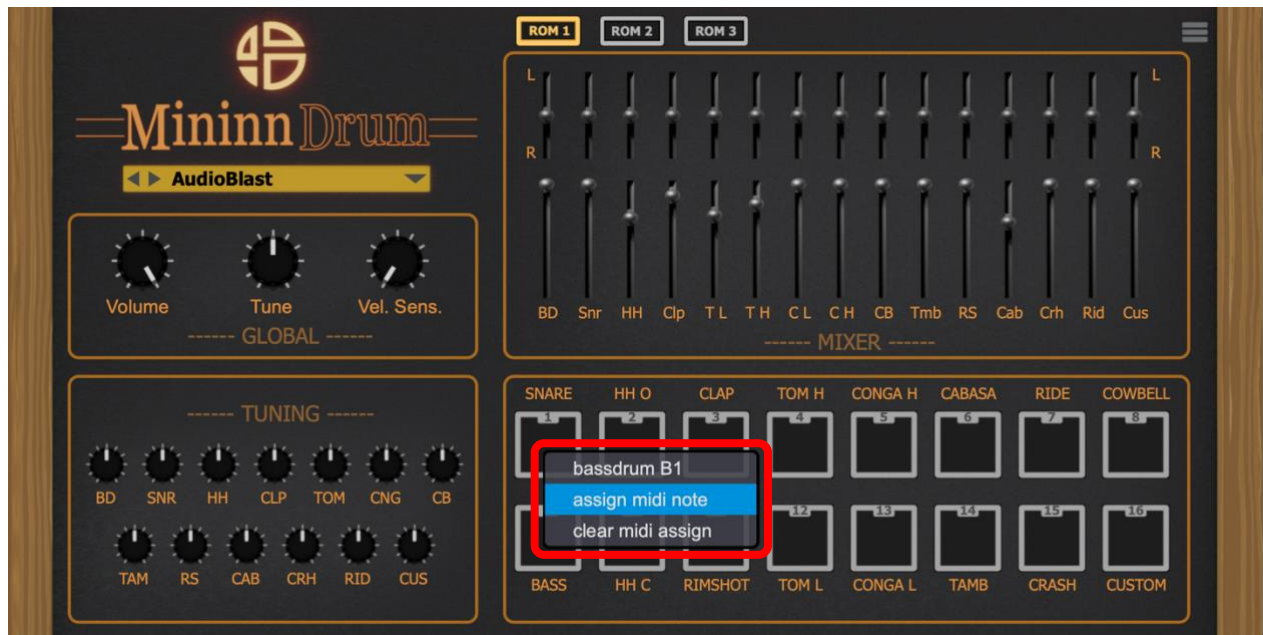 ROM 1 ROM 2 ROM 3
Mininn Drum
AudioBlast
L L
R R
BD Snr HH Clp T L T H C L C H CB Tmb RS Cab Crh Rid Cus
------ MIXER ------
Volume Tune Vel. Sens.
------ GLOBAL ------
------ TUNING ------
BD SNR HH CLP TOM CNG CB
TAM RS CAB CRH RID CUS
SNARE HH O CLAP TOM H CONGA H CABASA RIDE COWBELL
1 2 3 4 5 6 7 8
bassdrum B1
assign midi note
clear midi assign
12 13 14 15 16
BASS HH C RIMSHOT TOM L CONGA L TAMB CRASH CUSTOM